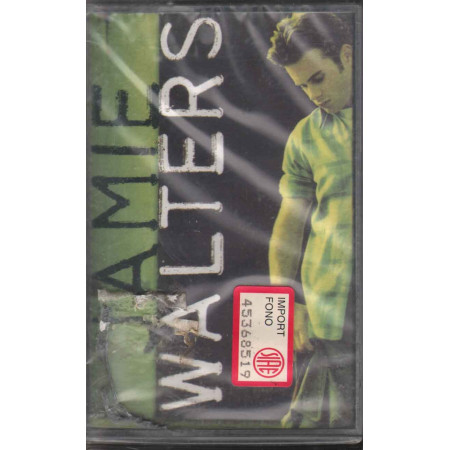 JAMIE
WALTERS
IMPORT
FONO
45368519
SIAE